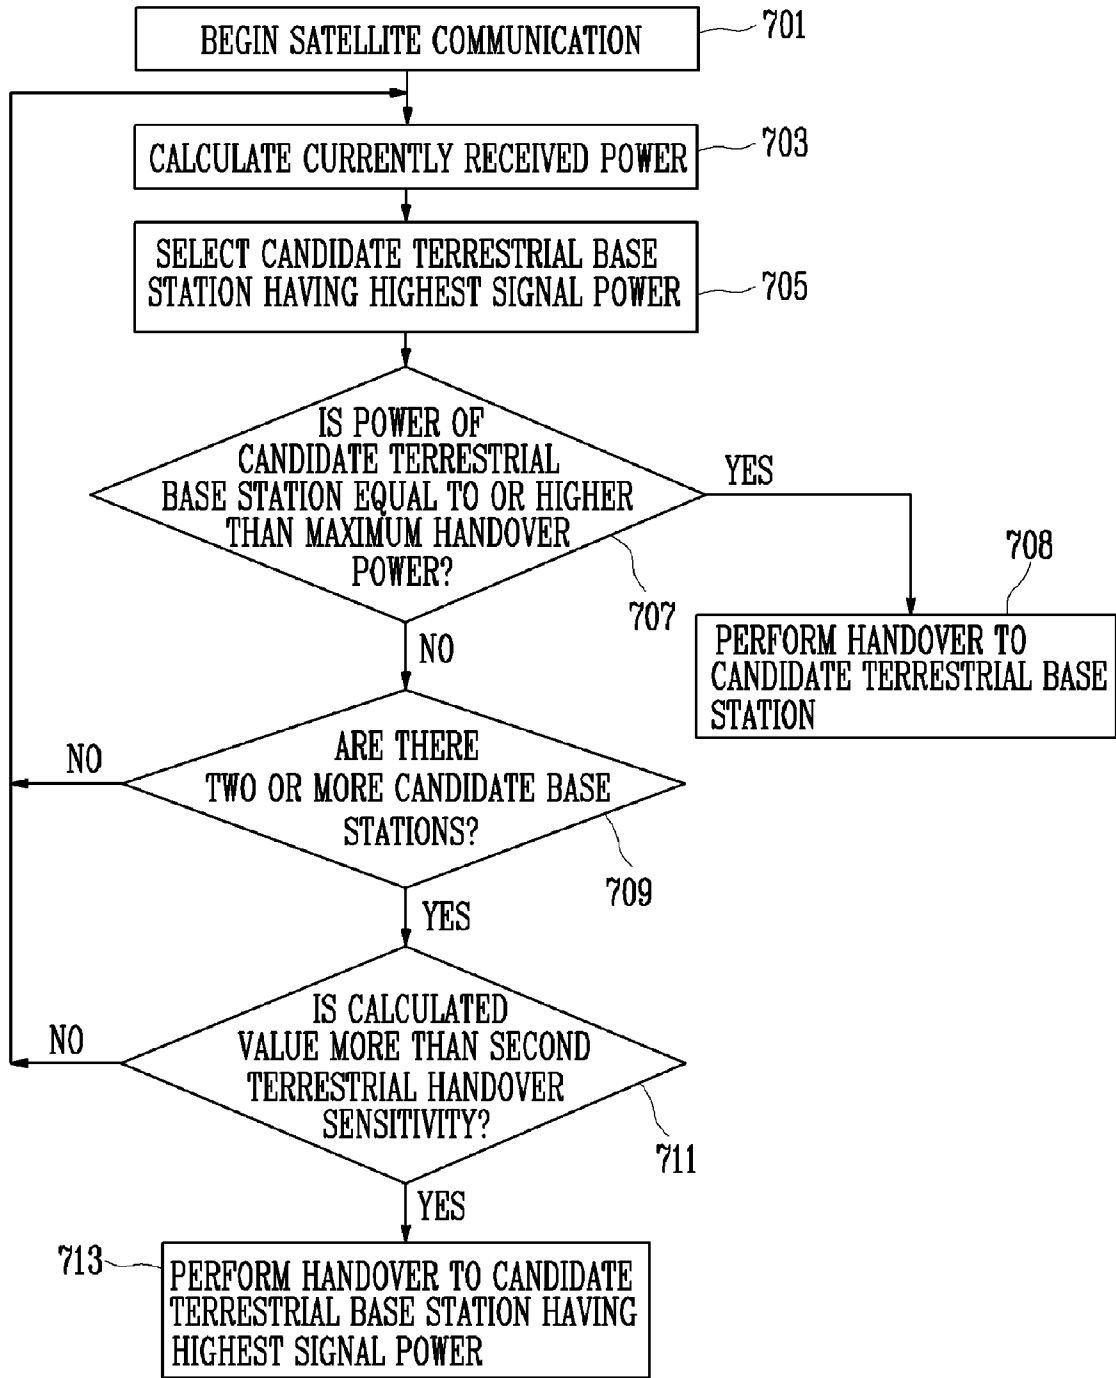 BEGIN SATELLITE COMMUNICATION
701
CALCULATE CURRENTLY RECEIVED POWER
703
SELECT CANDIDATE TERRESTRIAL BASE
STATION HAVING HIGHEST SIGNAL POWER
705
IS POWER OF
CANDIDATE TERRESTRIAL
BASE STATION EQUAL TO OR HIGHER
THAN MAXIMUM HANDOVER
POWER?
707
YES
708
PERFORM HANDOVER TO
CANDIDATE TERRESTRIAL BASE
STATION
NO
ARE THERE
TWO OR MORE CANDIDATE BASE
STATIONS?
709
NO
YES
IS CALCULATED
VALUE MORE THAN SECOND
TERRESTRIAL HANDOVER
SENSITIVITY?
711
NO
YES
713
PERFORM HANDOVER TO CANDIDATE
TERRESTRIAL BASE STATION HAVING
HIGHEST SIGNAL POWER